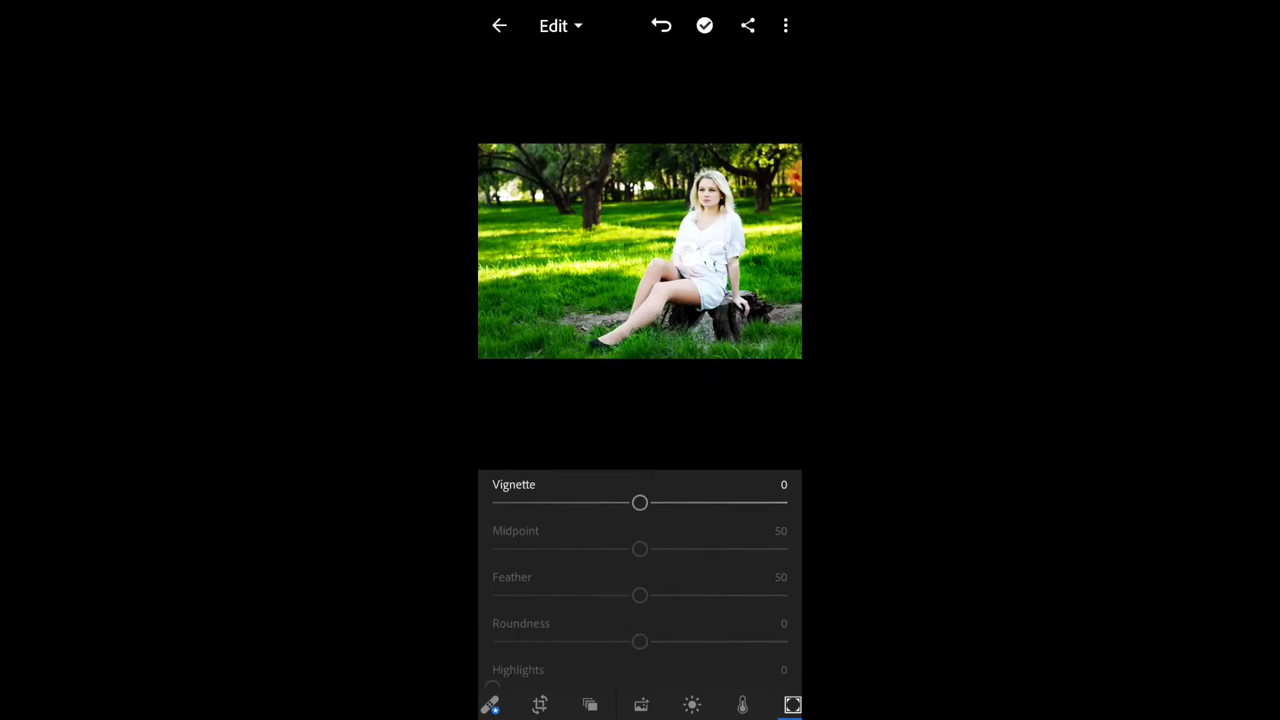 Edit
Vignette 0
Midpoint 50
Feather 50
Roundness 0
Highlights 0